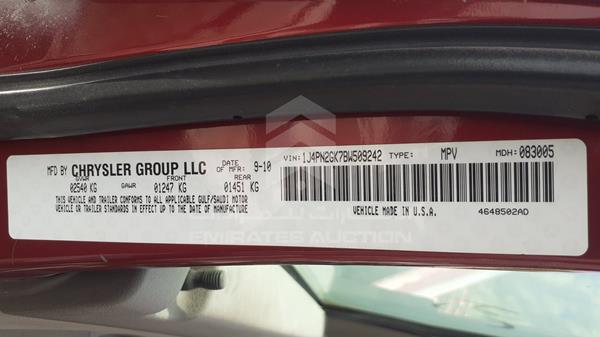 MFD BY CHRYSLER GROUP LLC DATE OF MFR: 9-10 VIN: 1J4PN2GK7BW509242 TYPE: MPV MDH: 083005
GVWR GAWR FRONT REAR
02540 KG 01247 KG 01451 KG
THIS VEHICLE AND TRAILER CONFORMS TO ALL APPLICABLE GULF/SAUDI MOTOR
VEHICLE OR TRAILER STANDARDS IN EFFECT UP TO THE DATE OF MANUFACTURE
VEHICLE MADE IN U.S.A. 4648502AD
EMIRATES AUCTION